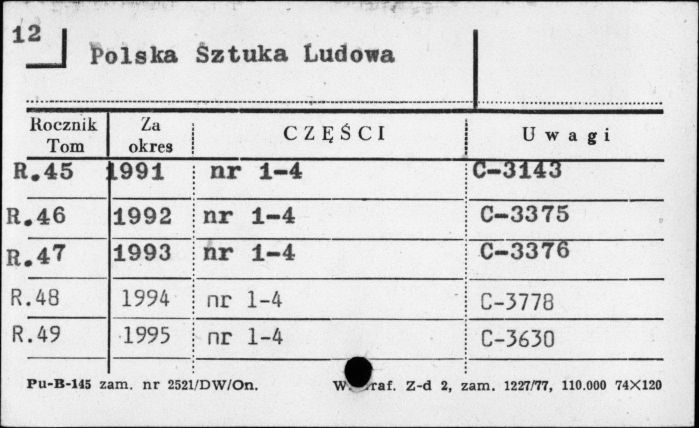 12
Polska Sztuka Ludowa
Rocznik Tom | Za okres | CZĘŚCI | Uwagi
R.45 1991 nr 1-4 C-3143
R.46 1992 nr 1-4 C-3375
R.47 1993 nr 1-4 C-3376
R.48 1994 nr 1-4 C-3778
R.49 1995 nr 1-4 C-3630
Pu-B-145 zam. nr 2521/DW/On. Z-d 2, zam. 1227/77, 110.000 74×120